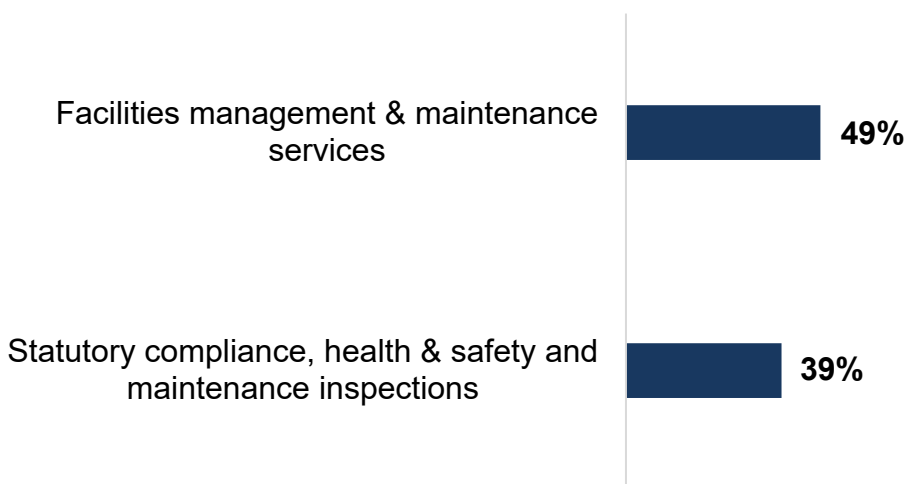 Facilities management & maintenance
services
49%
Statutory compliance, health & safety and
maintenance inspections
39%